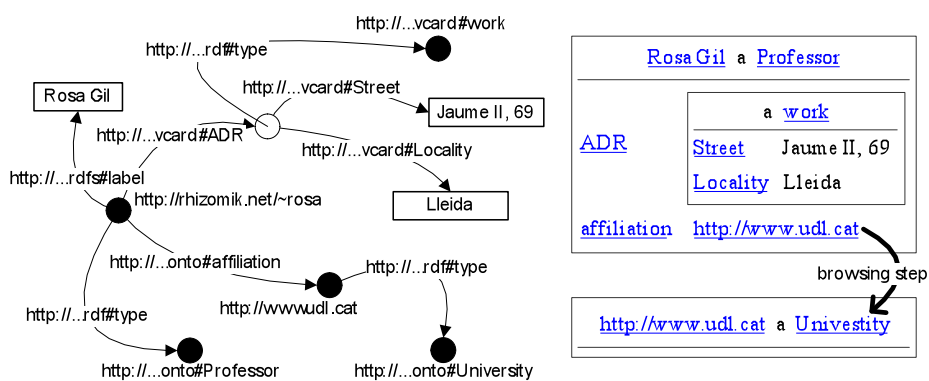 http://...vcard#work
http://...rdf#type
http://...vcard#Street
Rosa Gil
Jaume II, 69
http://...vcard#ADR
http://...vcard#Locality
http://...rdfs#label
http://rhizomik.net/~rosa
Lleida
http://...onto#affiliation
http://...rdf#type
http://www.udl.cat
http://...rdf#type
http://...onto#Professor
http://...onto#University
Rosa Gil a Professor
a work
ADR
Street Jaume II, 69
Locality Lleida
affiliation http://www.udl.cat
browsing step
http://www.udl.cat a Univestity